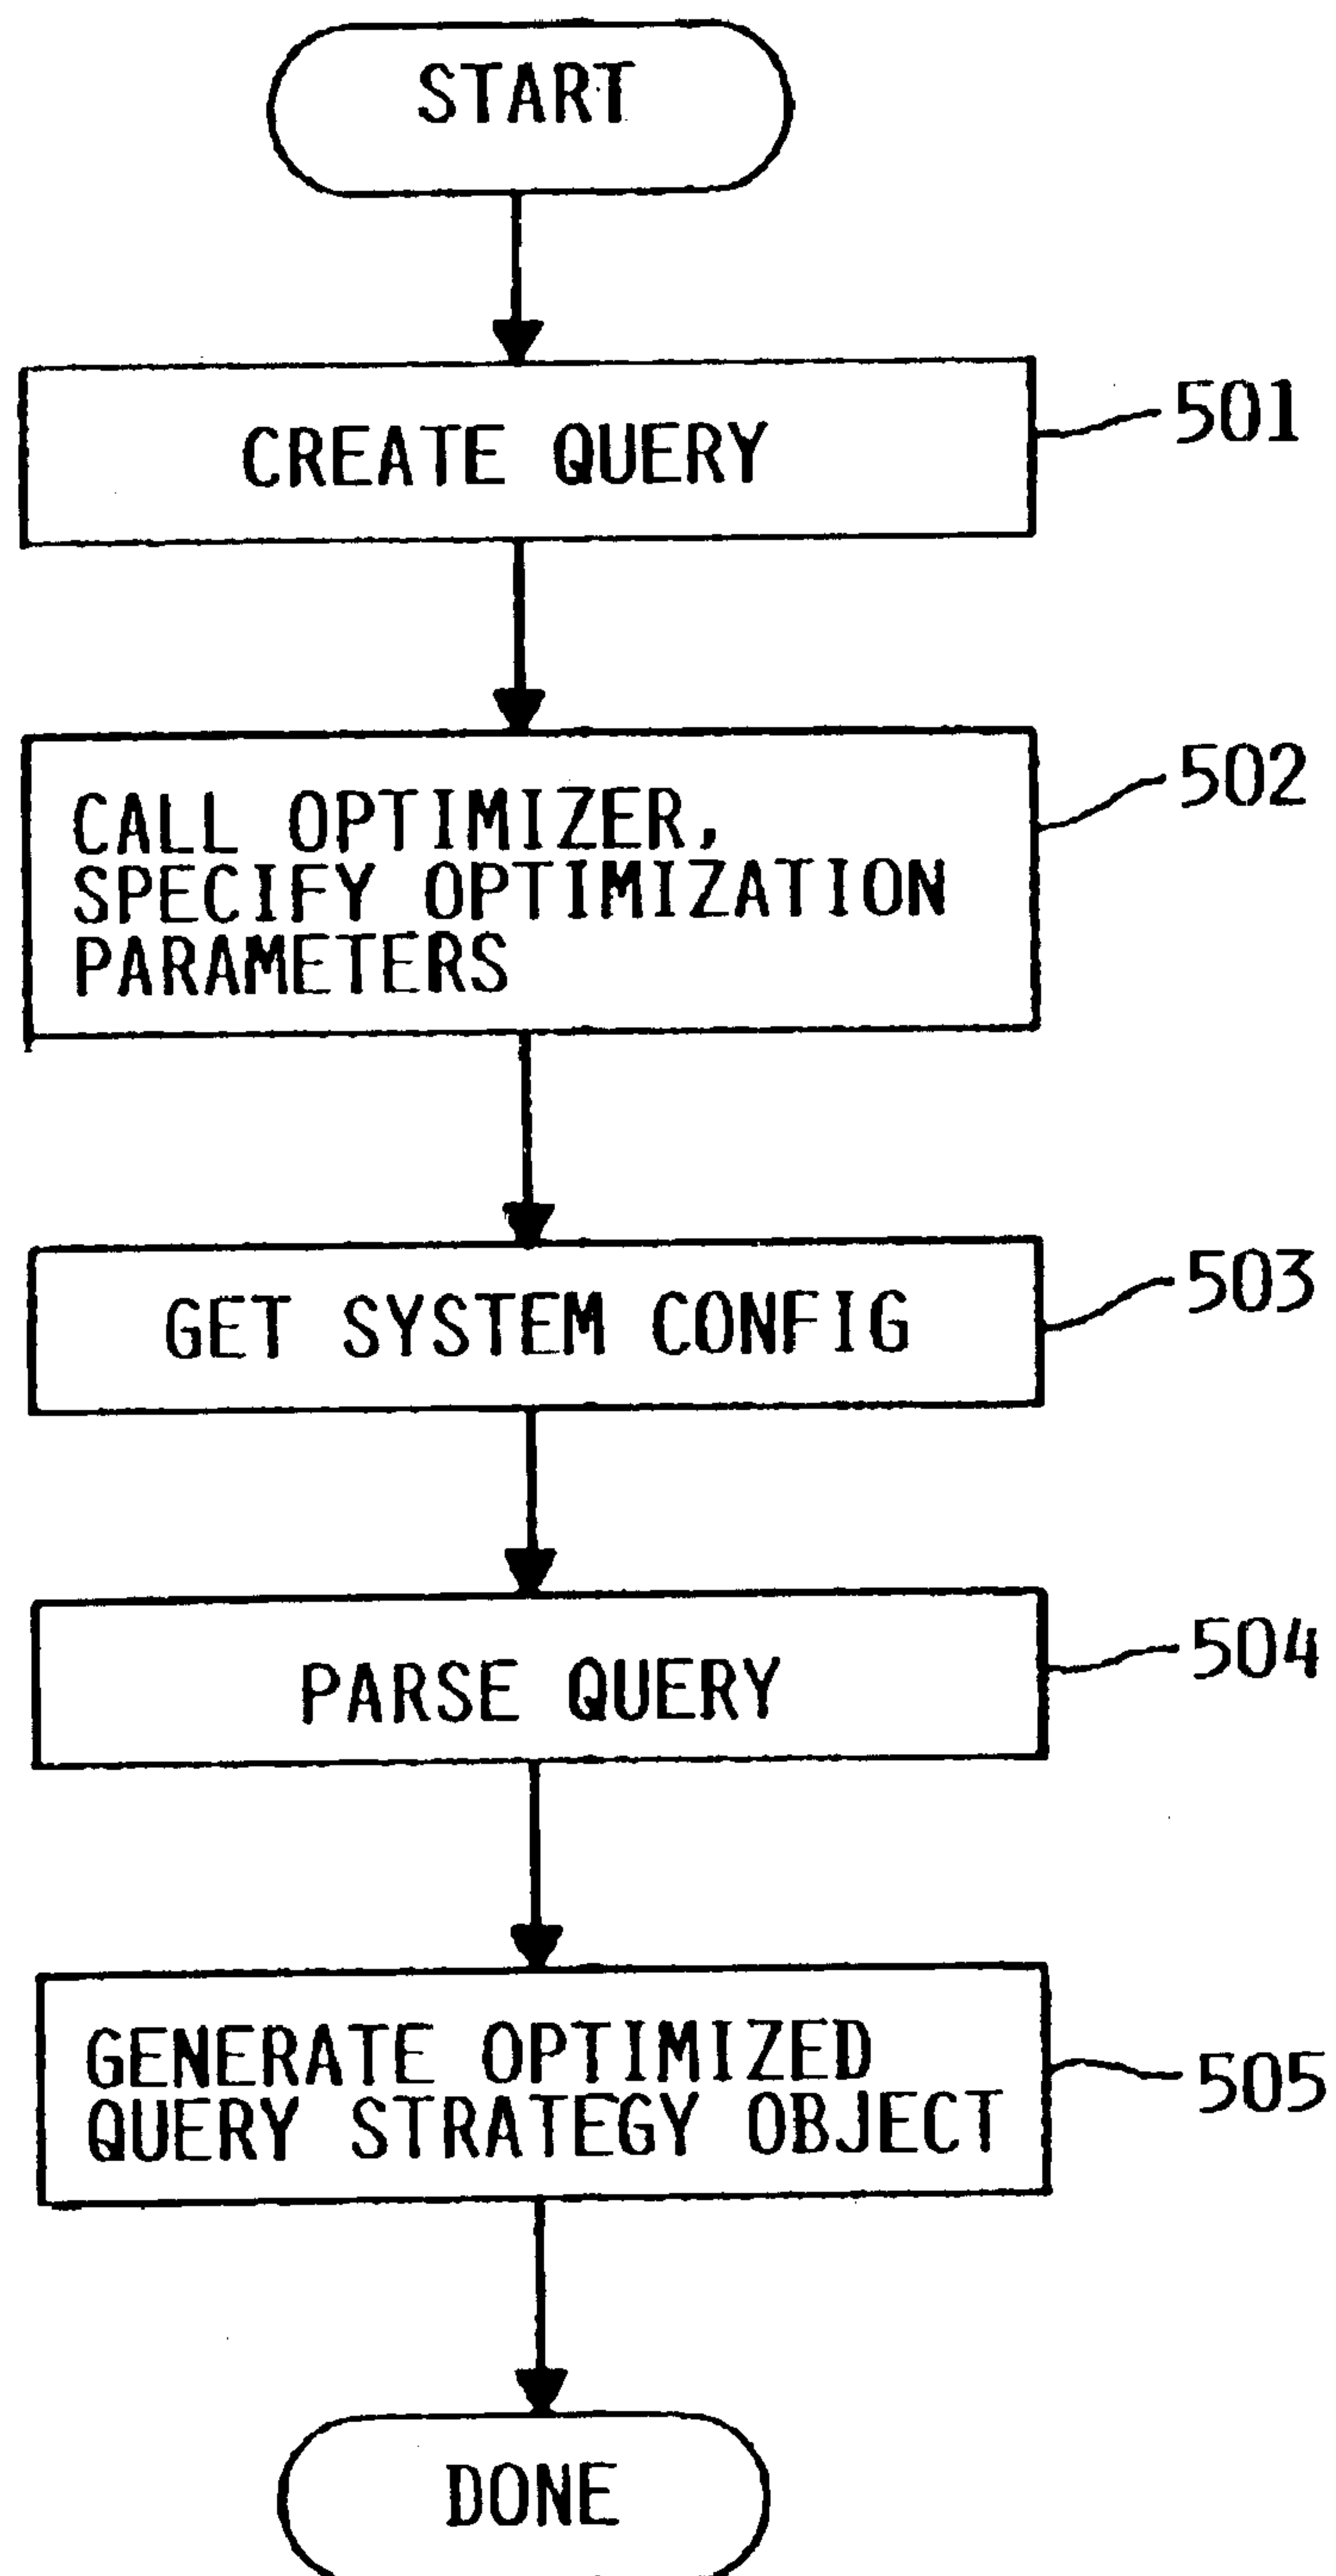 START
CREATE QUERY
501
CALL OPTIMIZER,
SPECIFY OPTIMIZATION
PARAMETERS
502
GET SYSTEM CONFIG
503
PARSE QUERY
504
GENERATE OPTIMIZED
QUERY STRATEGY OBJECT
505
DONE